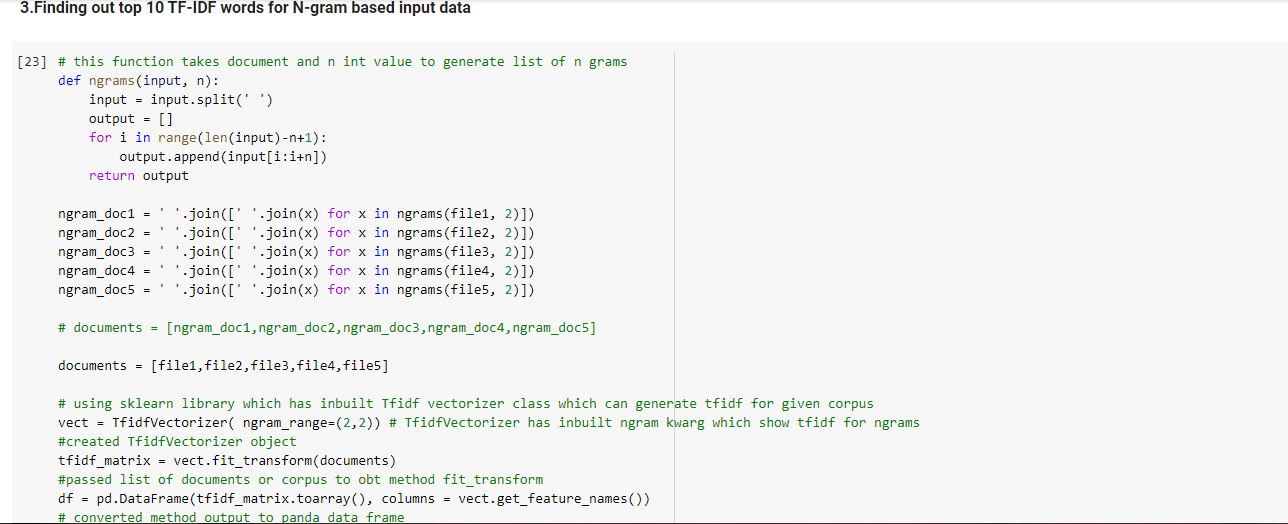 3.Finding out top 10 TF-IDF words for N-gram based input data
[23] # this function takes document and n int value to generate list of n grams
def ngrams(input, n):
    input = input.split(' ')
    output = []
    for i in range(len(input)-n+1):
        output.append(input[i:i+n])
    return output
ngram_doc1 = ' '.join([' '.join(x) for x in ngrams(file1, 2)])
ngram_doc2 = ' '.join([' '.join(x) for x in ngrams(file2, 2)])
ngram_doc3 = ' '.join([' '.join(x) for x in ngrams(file3, 2)])
ngram_doc4 = ' '.join([' '.join(x) for x in ngrams(file4, 2)])
ngram_doc5 = ' '.join([' '.join(x) for x in ngrams(file5, 2)])
# documents = [ngram_doc1,ngram_doc2,ngram_doc3,ngram_doc4,ngram_doc5]
documents = [file1,file2,file3,file4,file5]
# using sklearn library which has inbuilt Tfidf vectorizer class which can generate tfidf for given corpus
vect = TfidfVectorizer( ngram_range=(2,2)) # TfidfVectorizer has inbuilt ngram kwarg which show tfidf for ngrams
#created TfidfVectorizer object
tfidf_matrix = vect.fit_transform(documents)
#passed list of documents or corpus to obt method fit_transform
df = pd.DataFrame(tfidf_matrix.toarray(), columns = vect.get_feature_names())
# converted method output to panda data frame